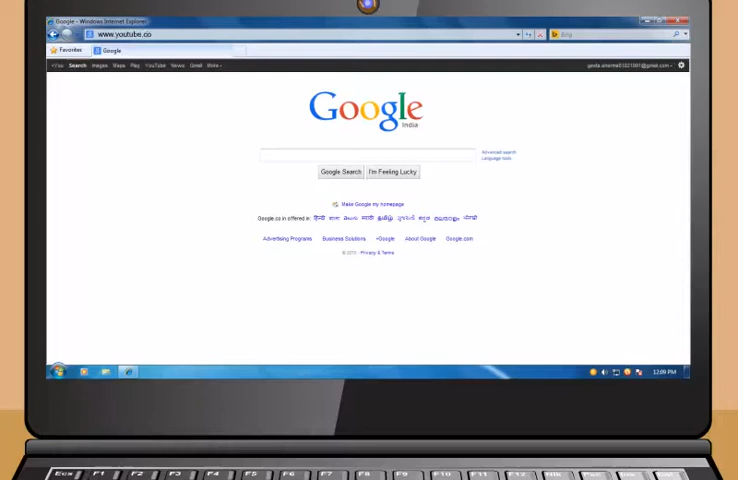 Google - Windows Internet Explorer
www.youtube.co
Bing
Favorites Google
+You Search Images Maps Play YouTube News Gmail More
Google
India
Advanced search
Language tools
Google Search I'm Feeling Lucky
Make Google my homepage
Google.co.in offered in: हिन्दी বাংলা తెలుగు मराठी தமிழ் ગુજરાતી ಕನ್ನಡ മലയാളം ਪੰਜਾਬੀ
Advertising Programs Business Solutions +Google About Google Google.com
Privacy & Terms
12:09 PM
Esc F1 F2 F3 F4 F5 F6 F7 F8 F9 F10 F11 F12